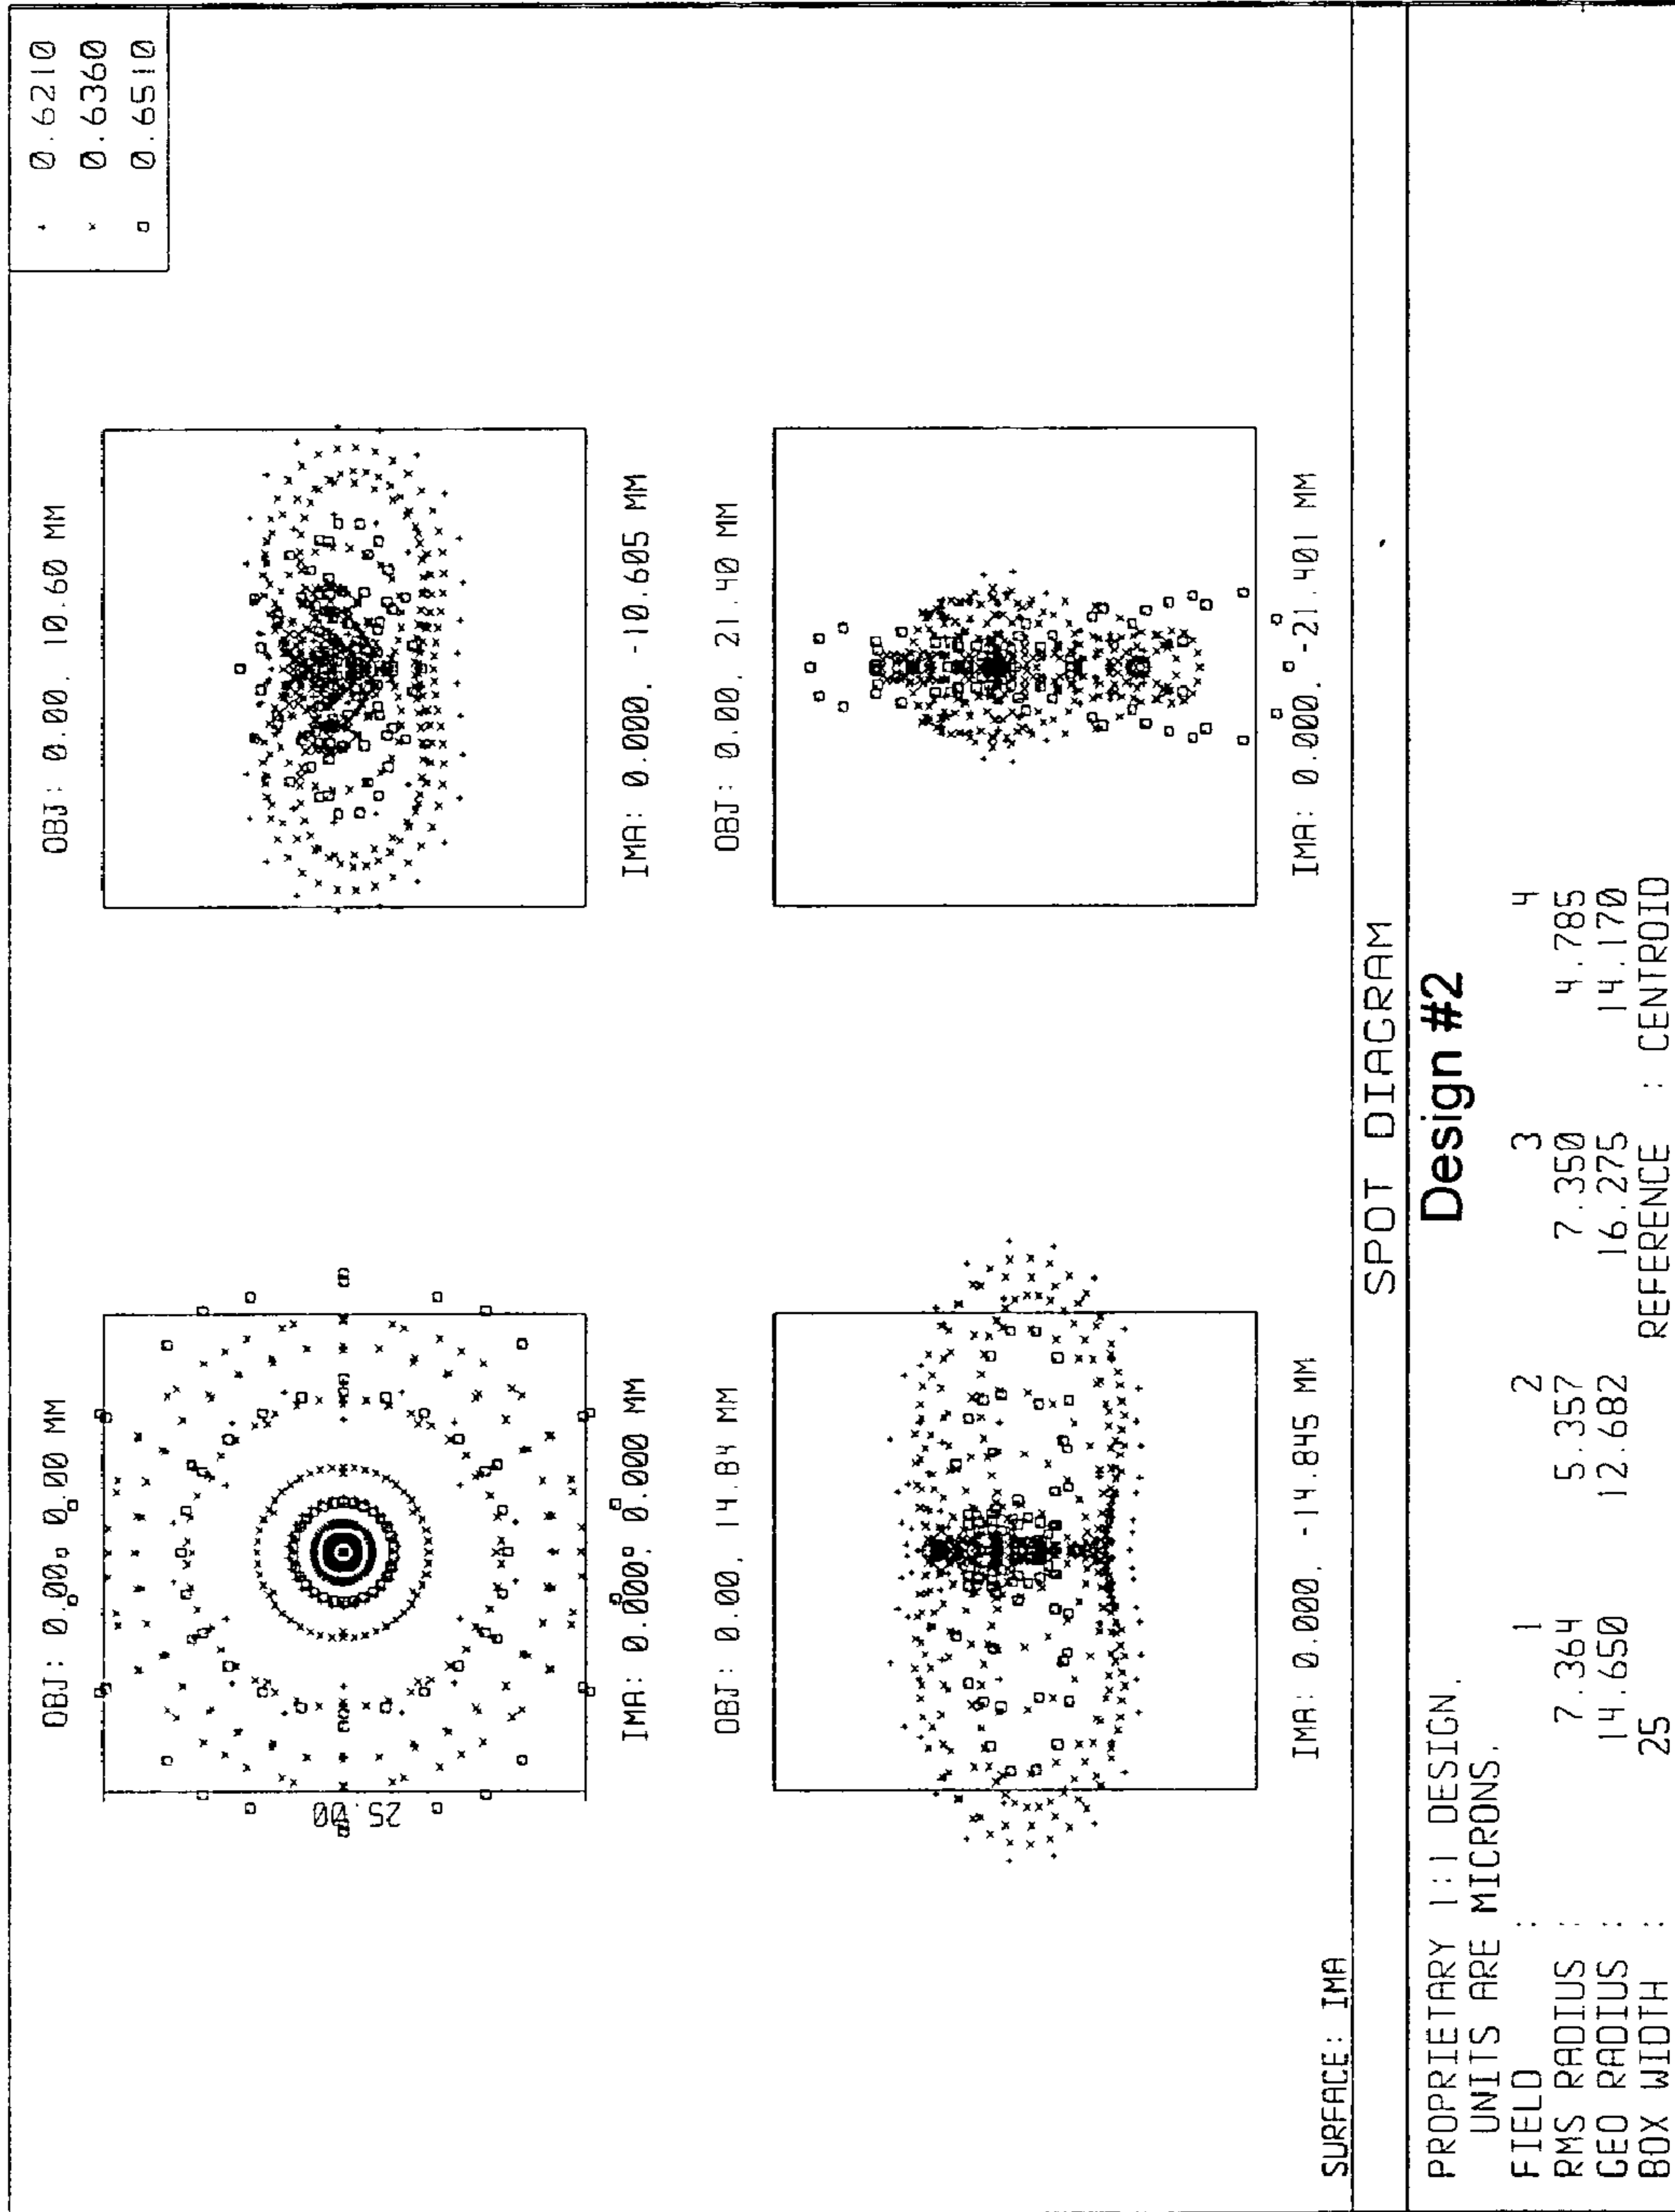 + 0.6210
× 0.6360
□ 0.6510
OBJ: 0.00, 0.00 MM
OBJ: 0.00, 10.60 MM
25.00
IMA: 0.000, 0.000 MM
IMA: 0.000, -10.605 MM
OBJ: 0.00, 14.84 MM
OBJ: 0.00, 21.40 MM
IMA: 0.000, -14.845 MM
IMA: 0.000, -21.401 MM
SURFACE: IMA
SPOT DIAGRAM
Design #2
PROPRIETARY 1:1 DESIGN.
UNITS ARE MICRONS.
FIELD : 1 2 3 4
RMS RADIUS : 7.364 5.357 7.350 4.785
GEO RADIUS : 14.650 12.682 16.275 14.170
BOX WIDTH : 25 REFERENCE : CENTROID